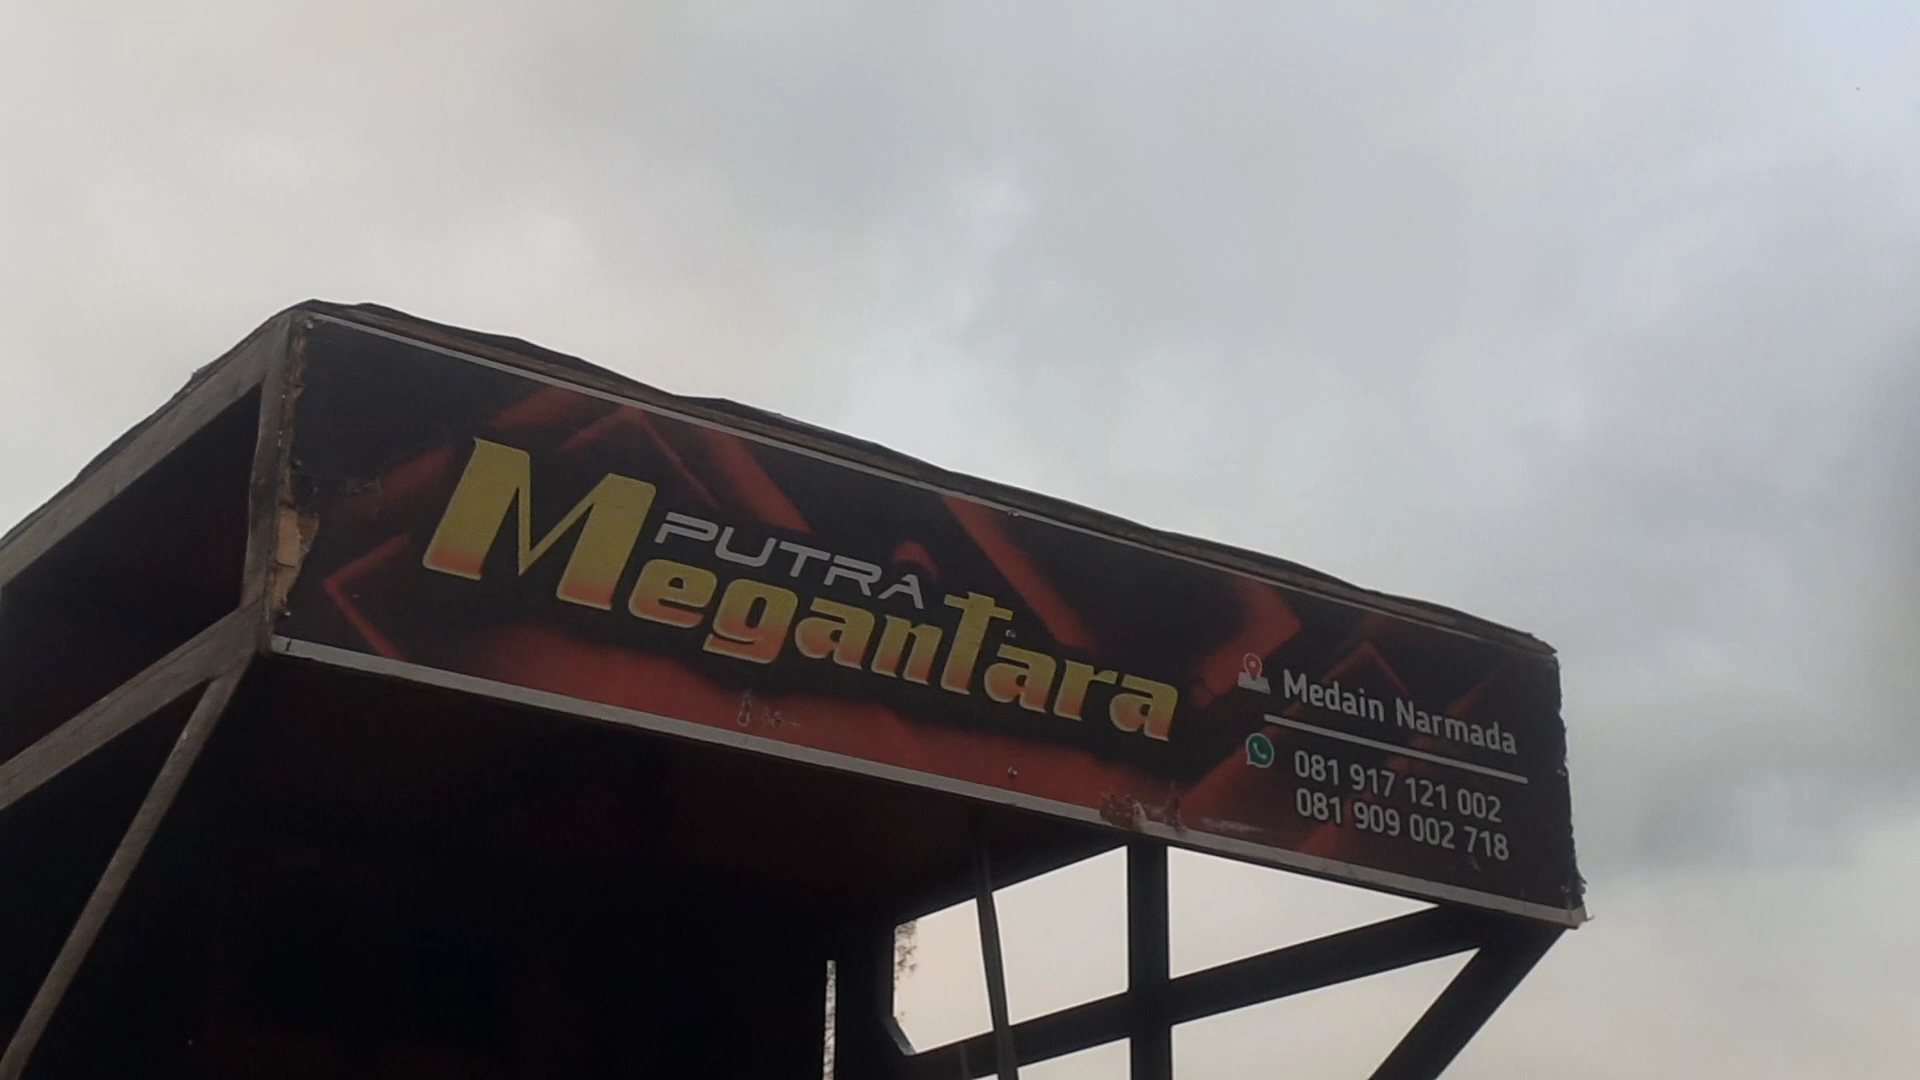 PUTRA
Megantara
Medain Narmada
081 917 121 002
081 909 002 718